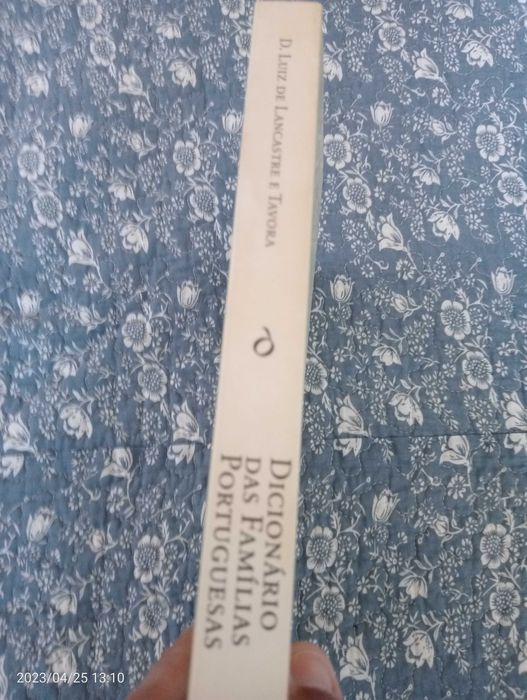 D. LUIZ DE LANCASTRE E TAVORA
DICIONÁRIO
DAS FAMÍLIAS
PORTUGUESAS
2023/04/25 13:10